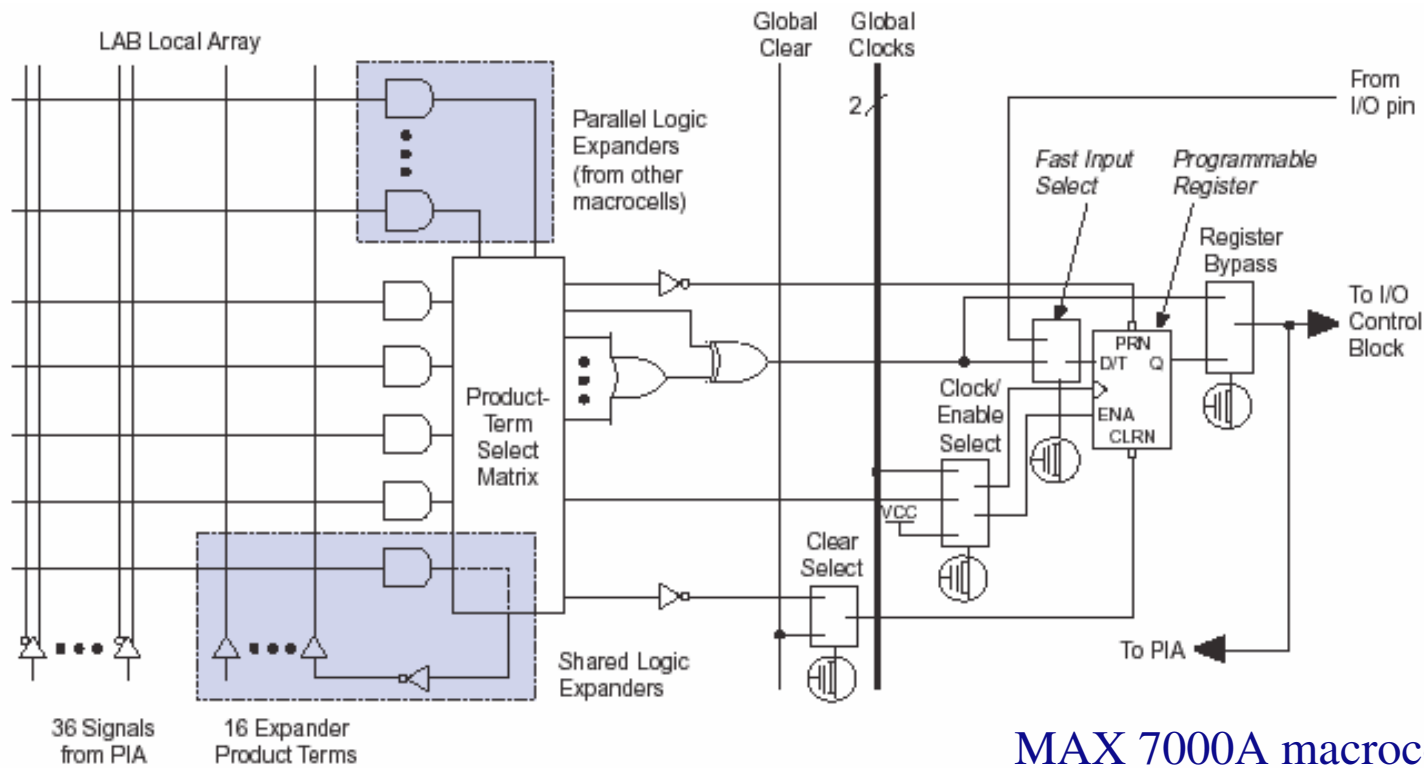 LAB Local Array
Global
Clear
Global
Clocks
2
From
I/O pin
Parallel Logic
Expanders
(from other
macrocells)
Fast Input
Select
Programmable
Register
Register
Bypass
To I/O
Control
Block
PRN
D/T Q
ENA
CLRN
Product-
Term
Select
Matrix
Clock/
Enable
Select
VCC
Clear
Select
To PIA
Shared Logic
Expanders
36 Signals
from PIA
16 Expander
Product Terms
MAX 7000A macroc